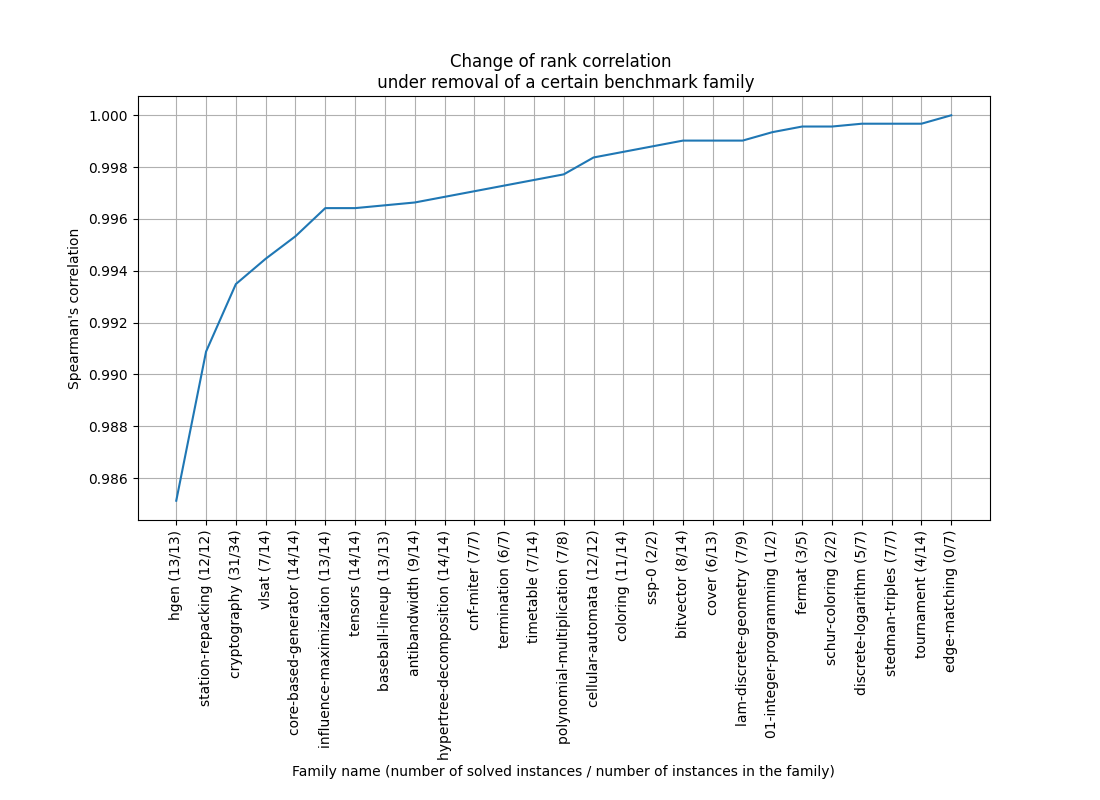 Change of rank correlation
under removal of a certain benchmark family
Spearman's correlation
1.000
0.998
0.996
0.994
0.992
0.990
0.988
0.986
hgen (13/13)
station-repacking (12/12)
cryptography (31/34)
vlsat (7/14)
core-based-generator (14/14)
influence-maximization (13/14)
tensors (14/14)
baseball-lineup (13/13)
antibandwidth (9/14)
hypertree-decomposition (14/14)
cnf-miter (7/7)
termination (6/7)
timetable (7/14)
polynomial-multiplication (7/8)
cellular-automata (12/12)
coloring (11/14)
ssp-0 (2/2)
bitvector (8/14)
cover (6/13)
lam-discrete-geometry (7/9)
01-integer-programming (1/2)
fermat (3/5)
schur-coloring (2/2)
discrete-logarithm (5/7)
stedman-triples (7/7)
tournament (4/14)
edge-matching (0/7)
Family name (number of solved instances / number of instances in the family)